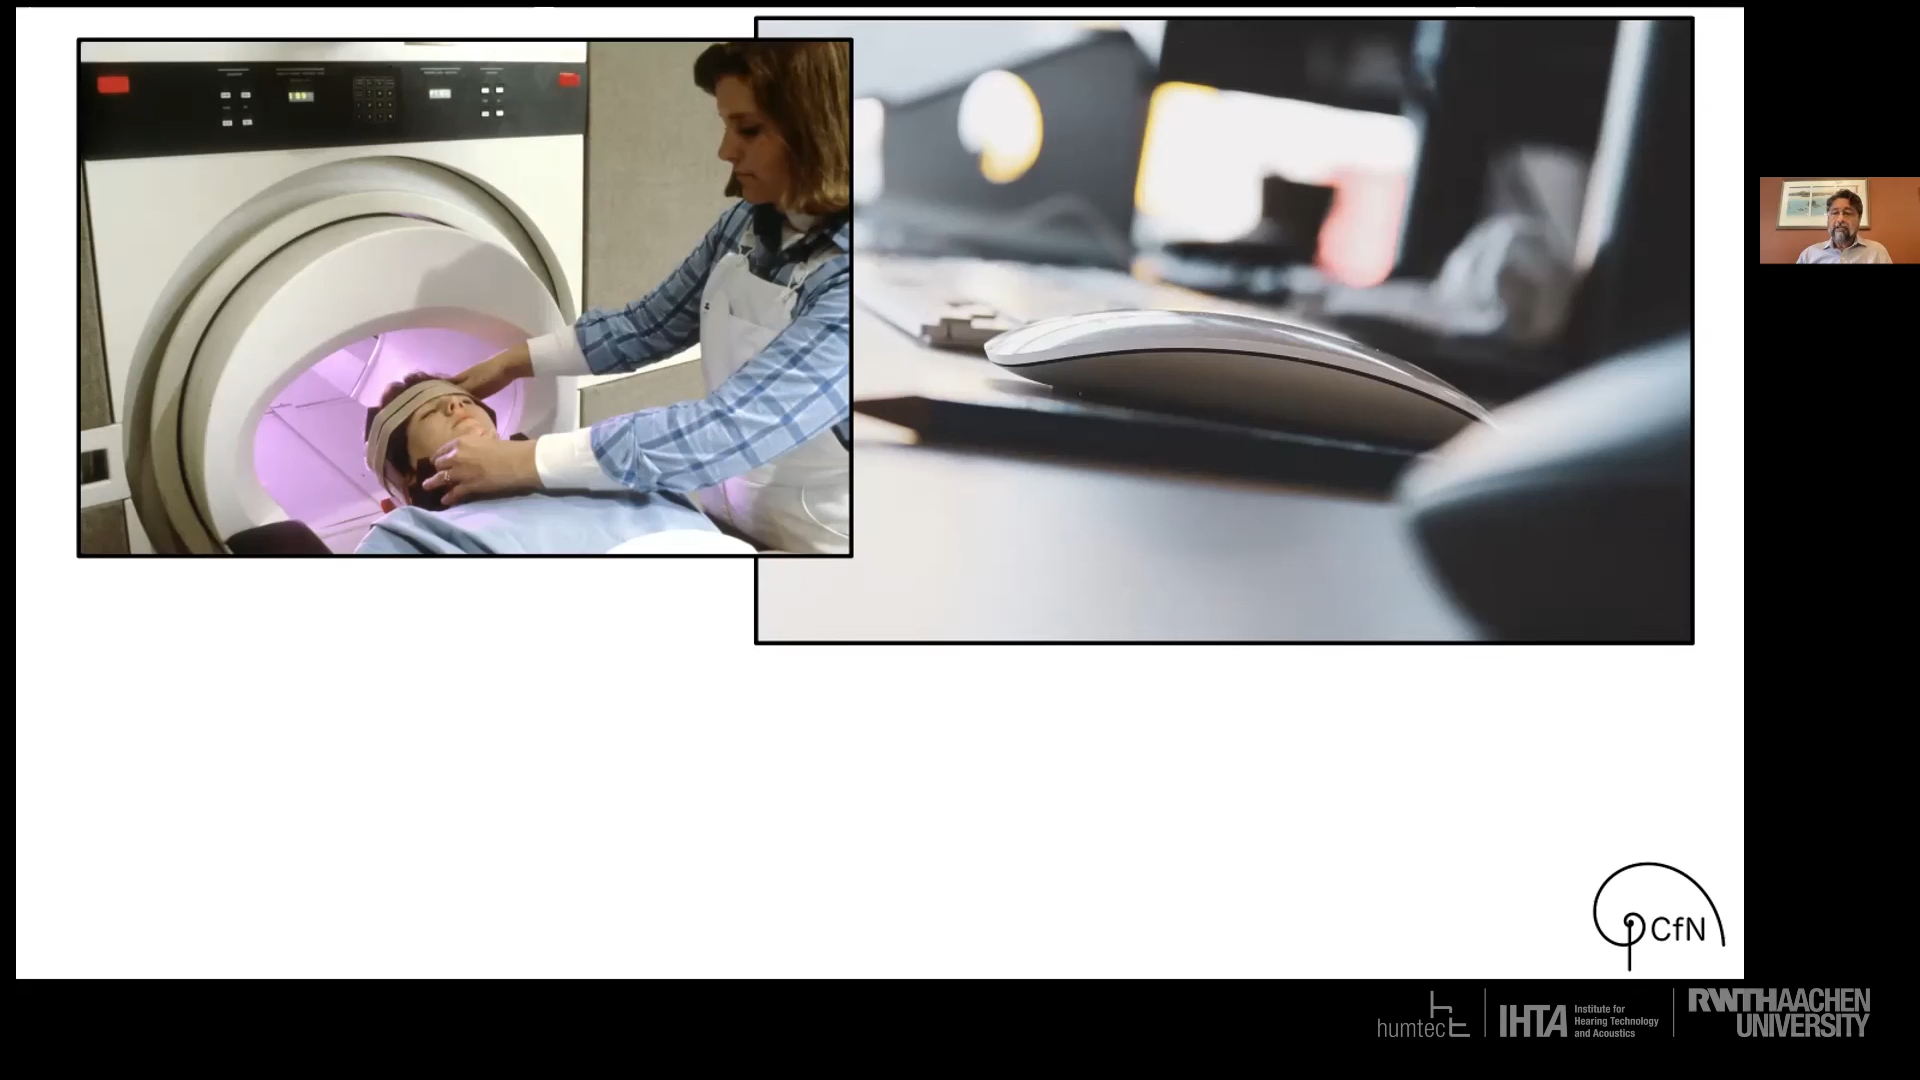 CfN
humtec
IHTA
Institute for
Hearing Technology
and Acoustics
RWTHAACHEN
UNIVERSITY